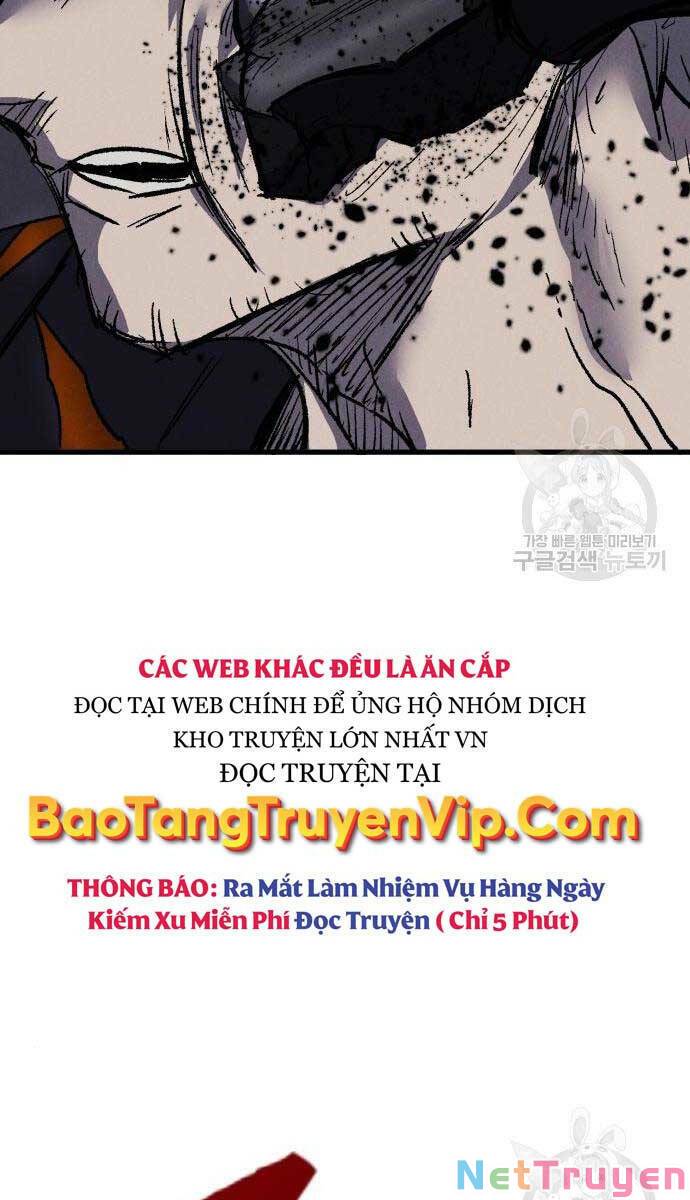 가장 빠른 웹툰 미리보기
구글검색 뉴토끼
CÁC WEB KHÁC ĐỀU LÀ ĂN CẮP
ĐỌC TẠI WEB CHÍNH ĐỂ ỦNG HỘ NHÓM DỊCH
KHO TRUYỆN LỚN NHẤT VN
ĐỌC TRUYỆN TẠI
BaoTangTruyenVip.Com
THÔNG BÁO: Ra Mắt Làm Nhiệm Vụ Hàng Ngày
Kiếm Xu Miễn Phí Đọc Truyện ( Chỉ 5 Phút)
NetTruyen